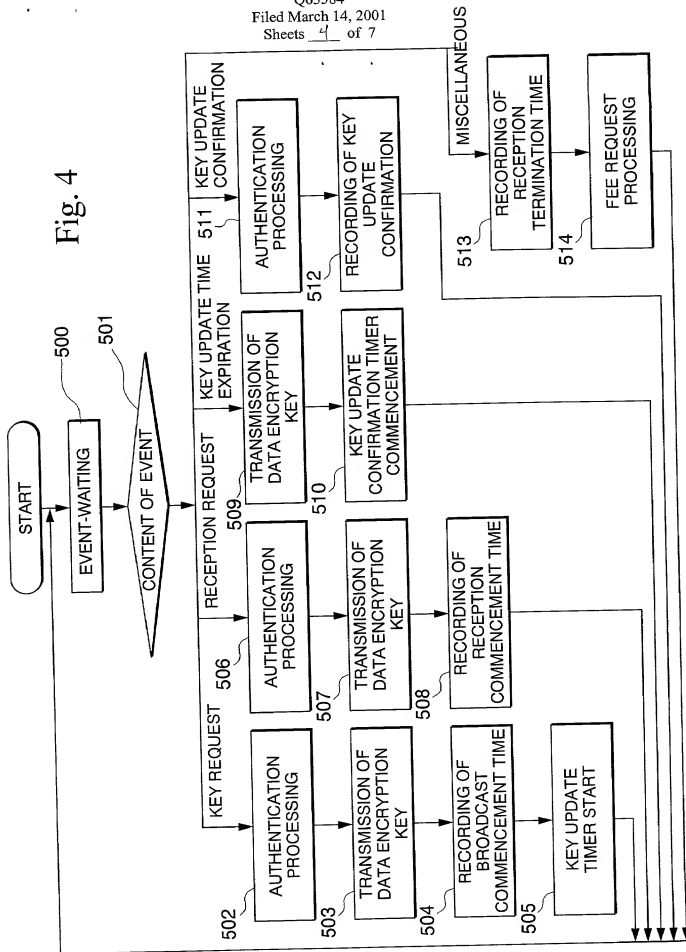 Q63984
Filed March 14, 2001
Sheets 4 of 7
Fig. 4
START
EVENT-WAITING
500
CONTENT OF EVENT
501
KEY REQUEST
502
AUTHENTICATION
PROCESSING
503
TRANSMISSION OF
DATA ENCRYPTION
KEY
504
RECORDING OF
BROADCAST
COMMENCEMENT TIME
505
KEY UPDATE
TIMER START
RECEPTION REQUEST
506
AUTHENTICATION
PROCESSING
507
TRANSMISSION OF
DATA ENCRYPTION
KEY
508
RECORDING OF
RECEPTION
COMMENCEMENT TIME
KEY UPDATE TIME
EXPIRATION
509
TRANSMISSION OF
DATA ENCRYPTION
KEY
510
KEY UPDATE
CONFIRMATION TIMER
COMMENCEMENT
KEY UPDATE
CONFIRMATION
511
AUTHENTICATION
PROCESSING
512
RECORDING OF KEY
UPDATE
CONFIRMATION
MISCELLANEOUS
513
RECORDING OF
RECEPTION
TERMINATION TIME
514
FEE REQUEST
PROCESSING